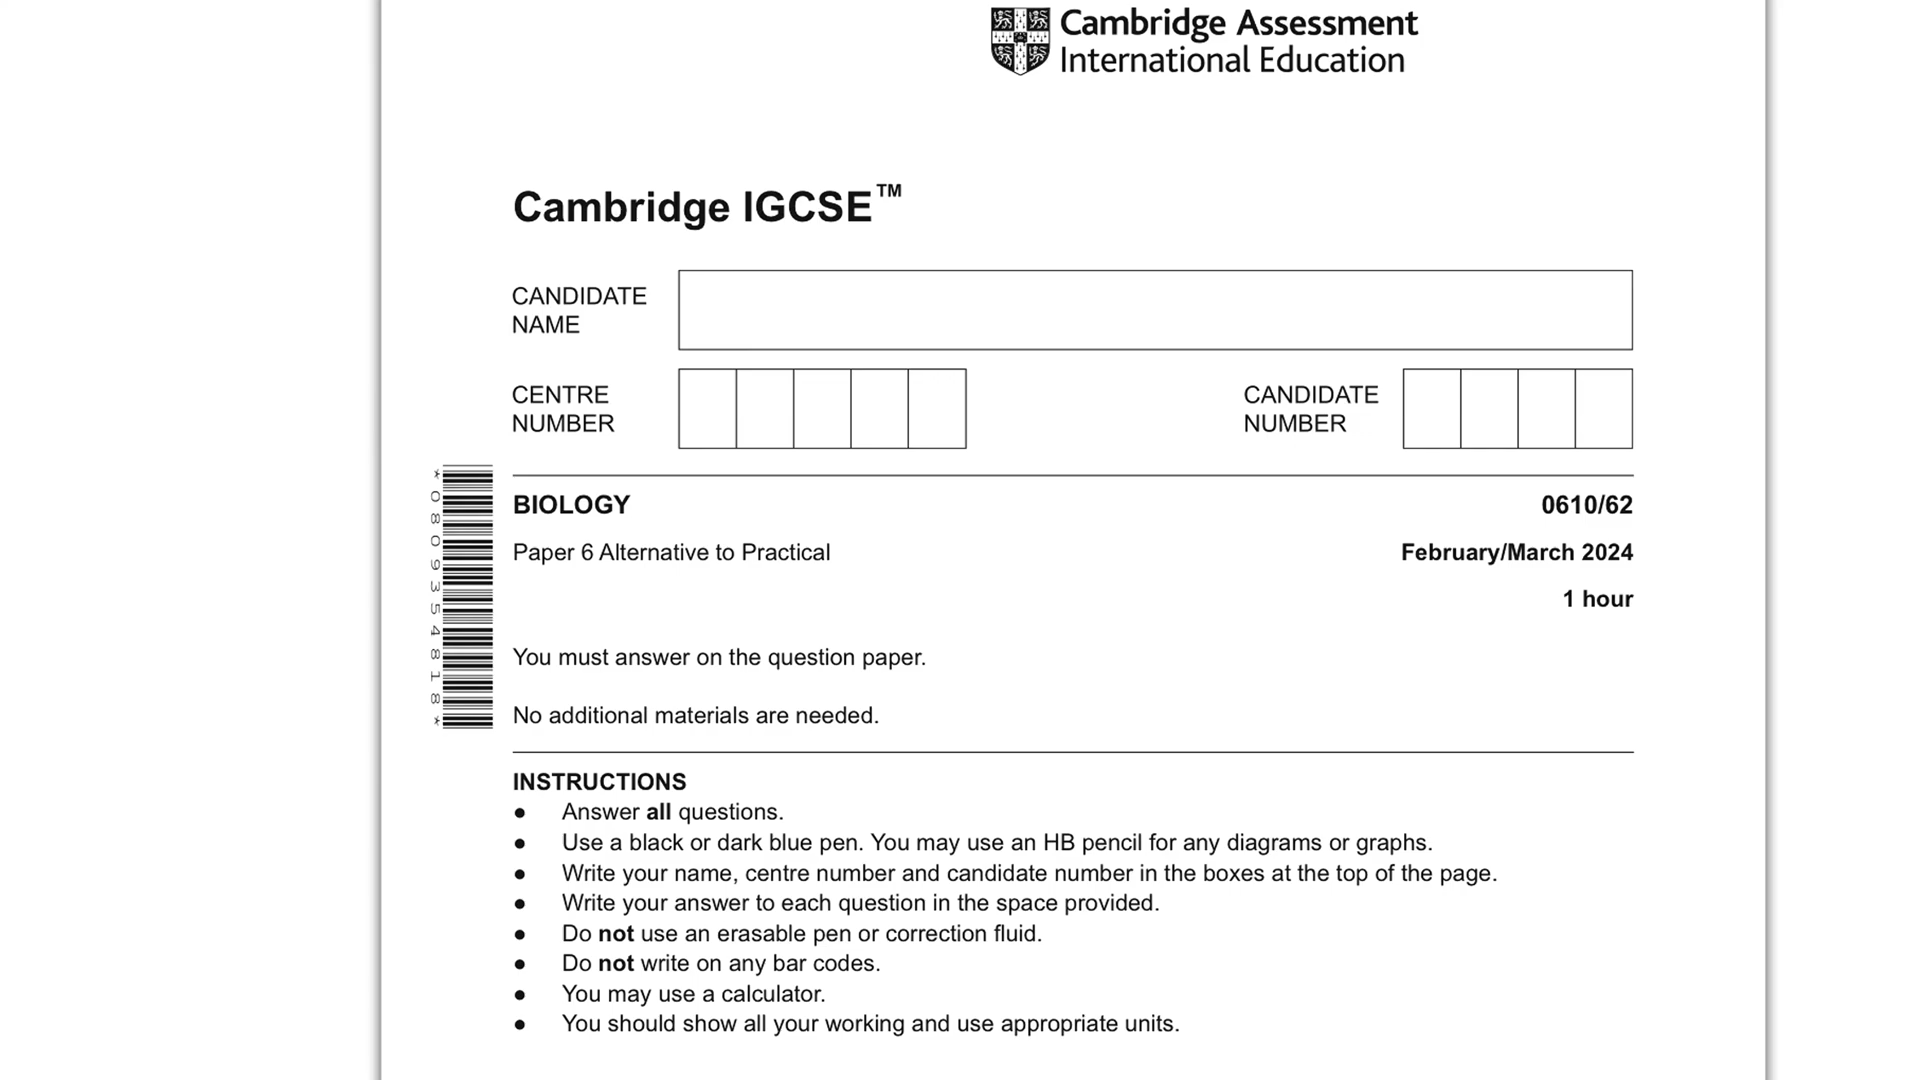 Cambridge Assessment
International Education
Cambridge IGCSE™
CANDIDATE
NAME
CENTRE
NUMBER
CANDIDATE
NUMBER
*0809354818*
BIOLOGY 0610/62
Paper 6 Alternative to Practical February/March 2024
1 hour
You must answer on the question paper.
No additional materials are needed.
INSTRUCTIONS
● Answer all questions.
● Use a black or dark blue pen. You may use an HB pencil for any diagrams or graphs.
● Write your name, centre number and candidate number in the boxes at the top of the page.
● Write your answer to each question in the space provided.
● Do not use an erasable pen or correction fluid.
● Do not write on any bar codes.
● You may use a calculator.
● You should show all your working and use appropriate units.